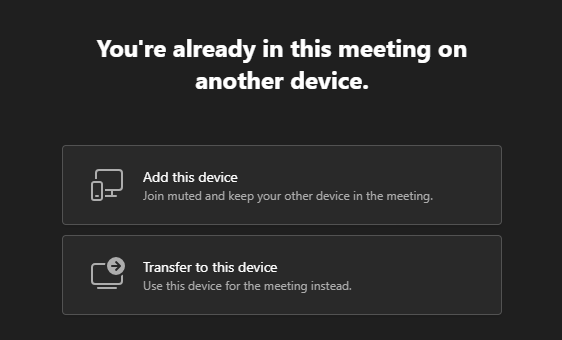 You're already in this meeting on
another device.
Add this device
Join muted and keep your other device in the meeting.
Transfer to this device
Use this device for the meeting instead.